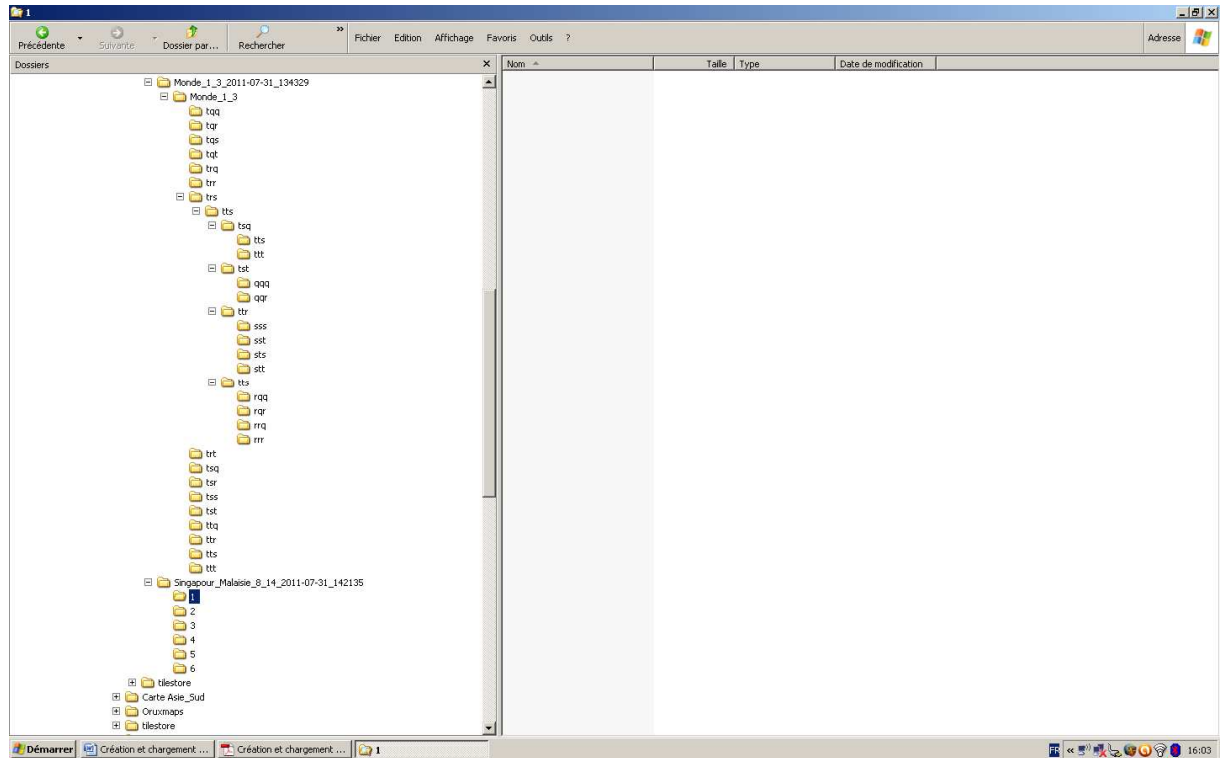 1
Précédente Suivante Dossier par... Rechercher » Fichier Edition Affichage Favoris Outils ? Adresse
Dossiers × Nom Taille Type Date de modification
Monde_1_3_2011-07-31_134329
Monde_1_3
tqq
tqr
tqs
tqt
trq
trr
trs
tts
tsq
tts
ttt
tst
qqq
qqr
ttr
sss
sst
sts
stt
tts
rqq
rqr
rrq
rrr
trt
tsq
tsr
tss
tst
ttq
ttr
tts
ttt
Singapour_Malaisie_8_14_2011-07-31_142135
1
2
3
4
5
6
tilestore
Carte Asie_Sud
Oruxmaps
tilestore
Démarrer Création et chargement ... Création et chargement ... 1 FR « 16:03